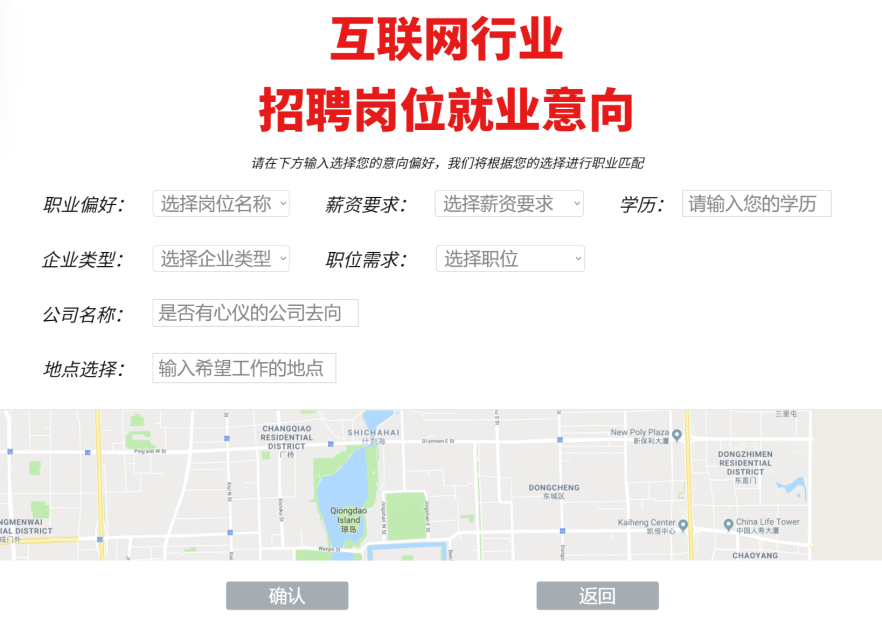 互联网行业
招聘岗位就业意向
请在下方输入选择您的意向偏好，我们将根据您的选择进行职业匹配
职业偏好： 选择岗位名称 薪资要求： 选择薪资要求 学历： 请输入您的学历
企业类型： 选择企业类型 职位需求： 选择职位
公司名称： 是否有心仪的公司去向
地点选择： 输入希望工作的地点
三里屯
CHANGQIAO
RESIDENTIAL
DISTRICT
厂桥
SHICHAHAI
什刹海
Dianmen E St
New Poly Plaza
新保利大厦
Ping'an W St
DONGZHIMEN
RESIDENTIAL
DISTRICT
东直门
DONGCHENG
东城区
Qiongdao
Island
琼岛
Jingshan W St
Jingshan E St
NGMENWAI
IAL DISTRICT
成门外
Kaiheng Center
凯恒中心
China Life Tower
中国人寿大厦
Wenjin St
CHAOYANG
确认 返回